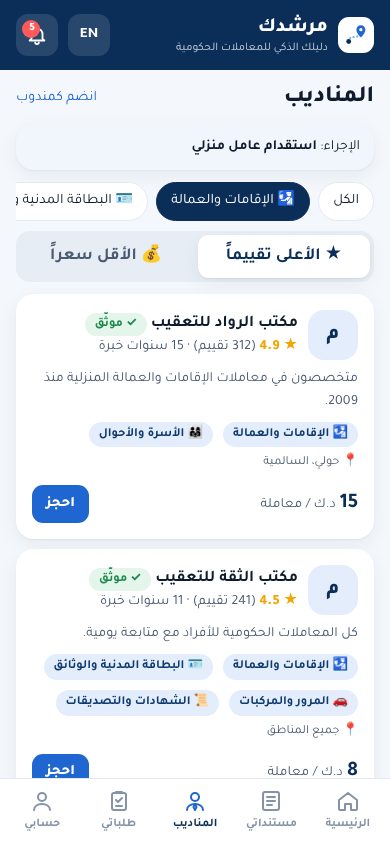 مرشدك
دليلك الذكي للمعاملات الحكومية
EN
5
المناديب
انضم كمندوب
الإجراء: استقدام عامل منزلي
الكل
🛂 الإقامات والعمالة
🪪 البطاقة المدنية و
★ الأعلى تقييماً
💰 الأقل سعراً
م
مكتب الرواد للتعقيب
✓ موثّق
★ 4.9 (312 تقييم) · 15 سنوات خبرة
متخصصون في معاملات الإقامات والعمالة المنزلية منذ
2009.
🛂 الإقامات والعمالة
👨‍👩‍👧 الأسرة والأحوال
📍 حولي، السالمية
15 د.ك / معاملة
احجز
م
مكتب الثقة للتعقيب
✓ موثّق
★ 4.5 (241 تقييم) · 11 سنوات خبرة
كل المعاملات الحكومية للأفراد مع متابعة يومية.
🛂 الإقامات والعمالة
🪪 البطاقة المدنية والوثائق
🚗 المرور والمركبات
📜 الشهادات والتصديقات
📍 جميع المناطق
8 د.ك / معاملة
احجز
الرئيسية
مستنداتي
المناديب
طلباتي
حسابي